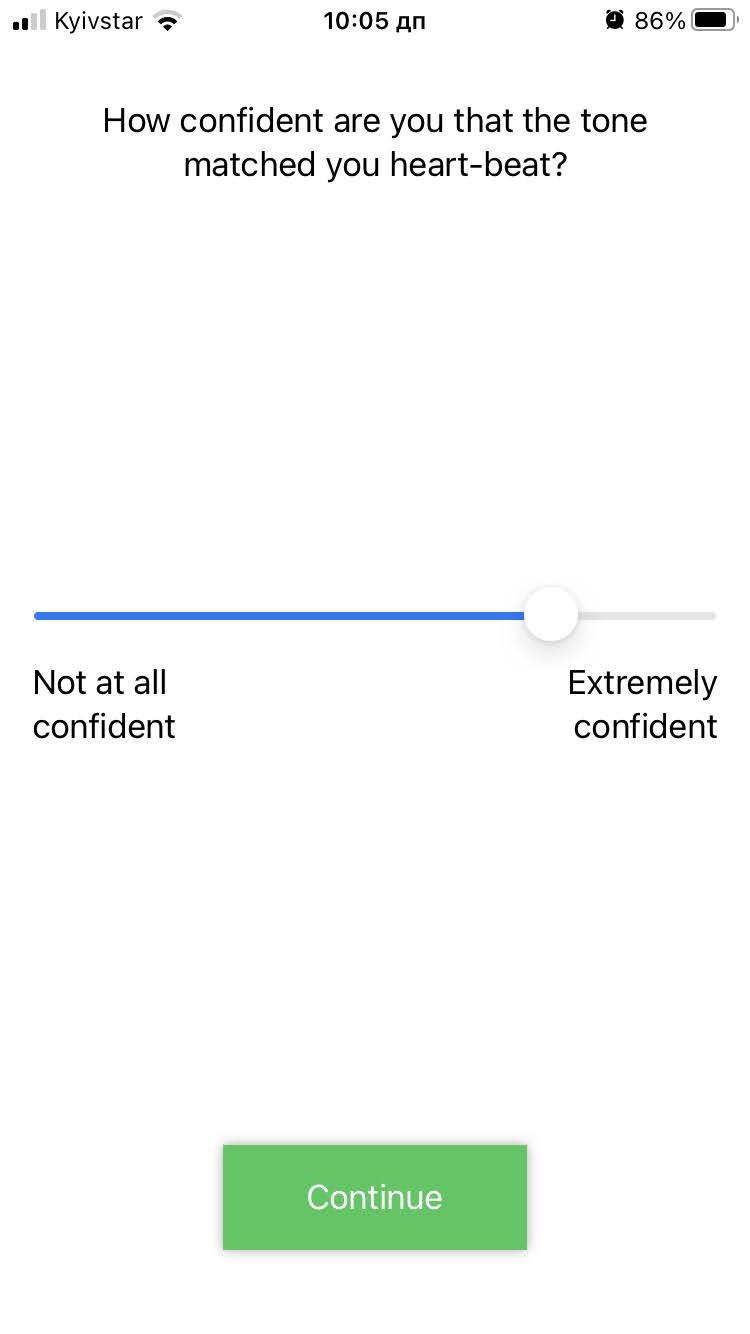 Kyivstar 10:05 дп 86%
How confident are you that the tone
matched you heart-beat?
Not at all
confident
Extremely
confident
Continue